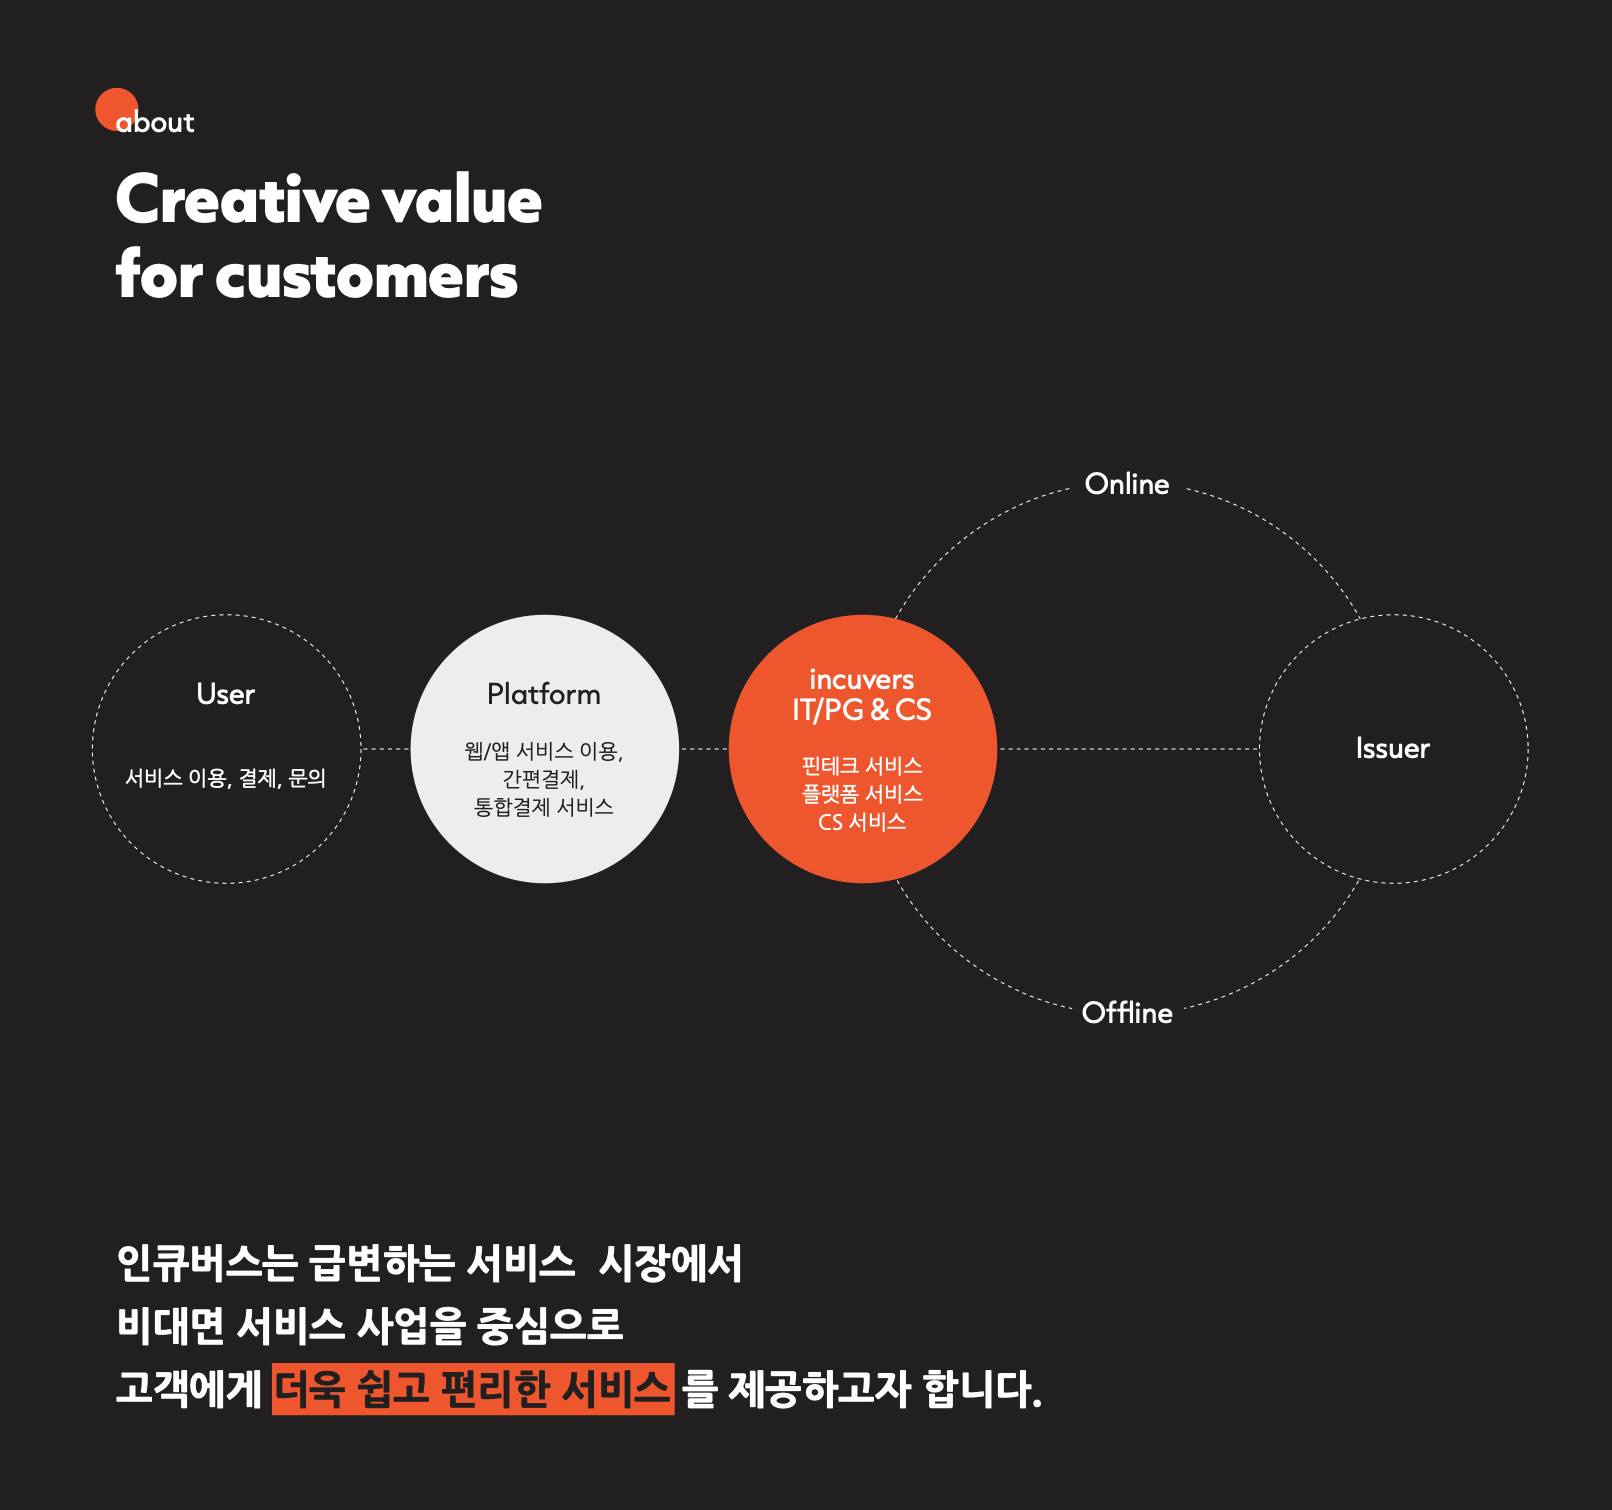 about
Creative value
for customers
Online
User
서비스 이용, 결제, 문의
Platform
웹/앱 서비스 이용,
간편결제,
통합결제 서비스
incuvers
IT/PG & CS
핀테크 서비스
플랫폼 서비스
CS 서비스
Issuer
Offline
인큐버스는 급변하는 서비스 시장에서
비대면 서비스 사업을 중심으로
고객에게 더욱 쉽고 편리한 서비스 를 제공하고자 합니다.